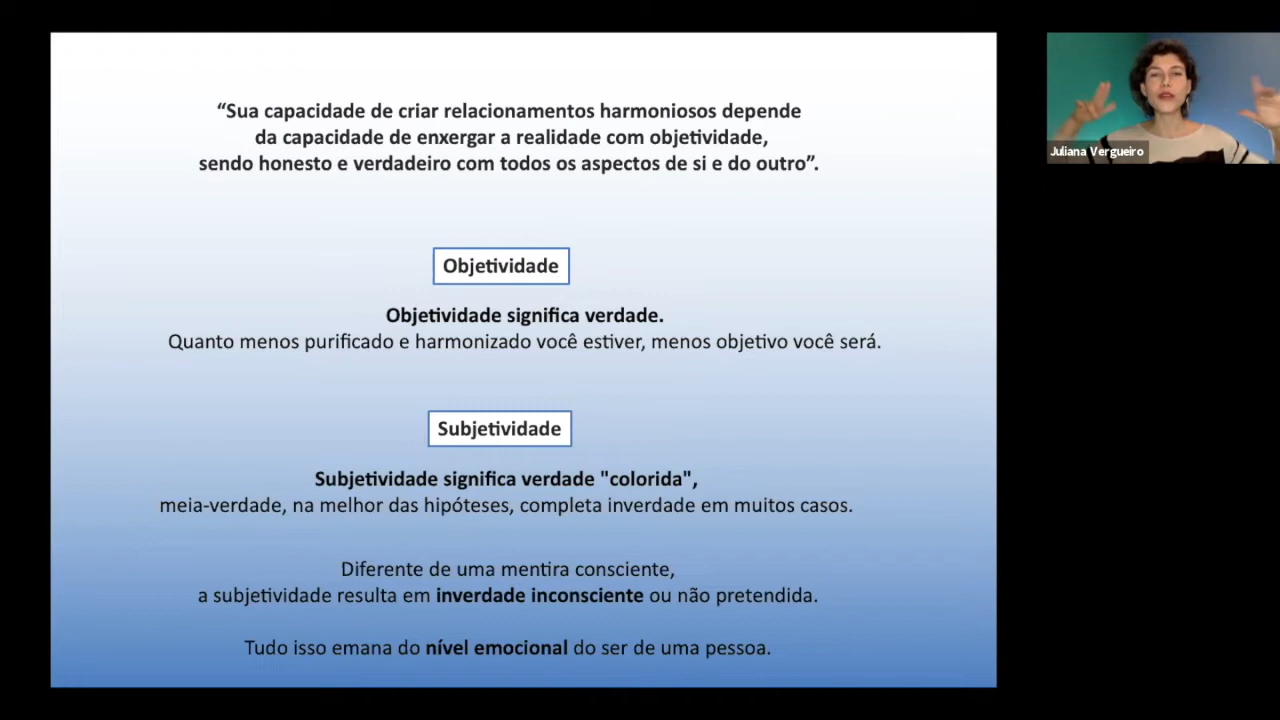 “Sua capacidade de criar relacionamentos harmoniosos depende
da capacidade de enxergar a realidade com objetividade,
sendo honesto e verdadeiro com todos os aspectos de si e do outro”.
Objetividade
Objetividade significa verdade.
Quanto menos purificado e harmonizado você estiver, menos objetivo você será.
Subjetividade
Subjetividade significa verdade "colorida",
meia-verdade, na melhor das hipóteses, completa inverdade em muitos casos.
Diferente de uma mentira consciente,
a subjetividade resulta em inverdade inconsciente ou não pretendida.
Tudo isso emana do nível emocional do ser de uma pessoa.
Juliana Vergueiro